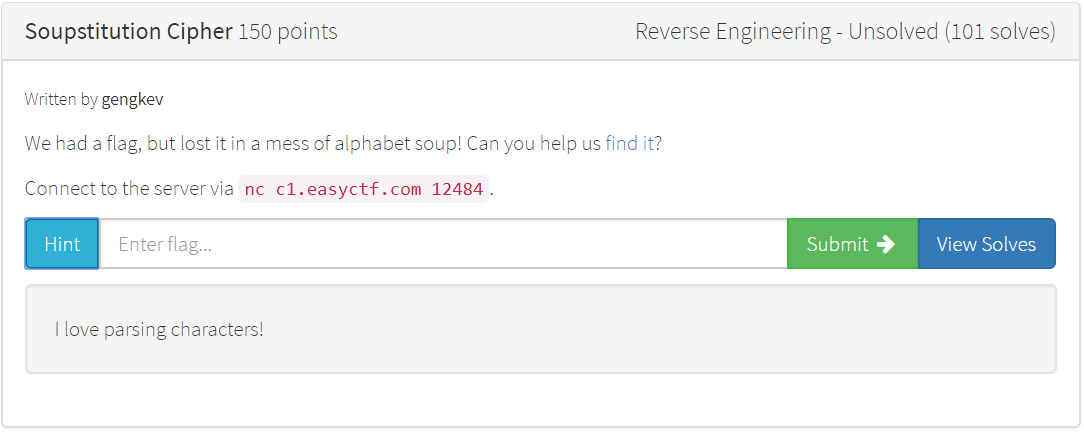 Soupstitution Cipher 150 points Reverse Engineering - Unsolved (101 solves)
Written by gengkev
We had a flag, but lost it in a mess of alphabet soup! Can you help us find it?
Connect to the server via nc c1.easyctf.com 12484.
Hint Enter flag... Submit View Solves
I love parsing characters!